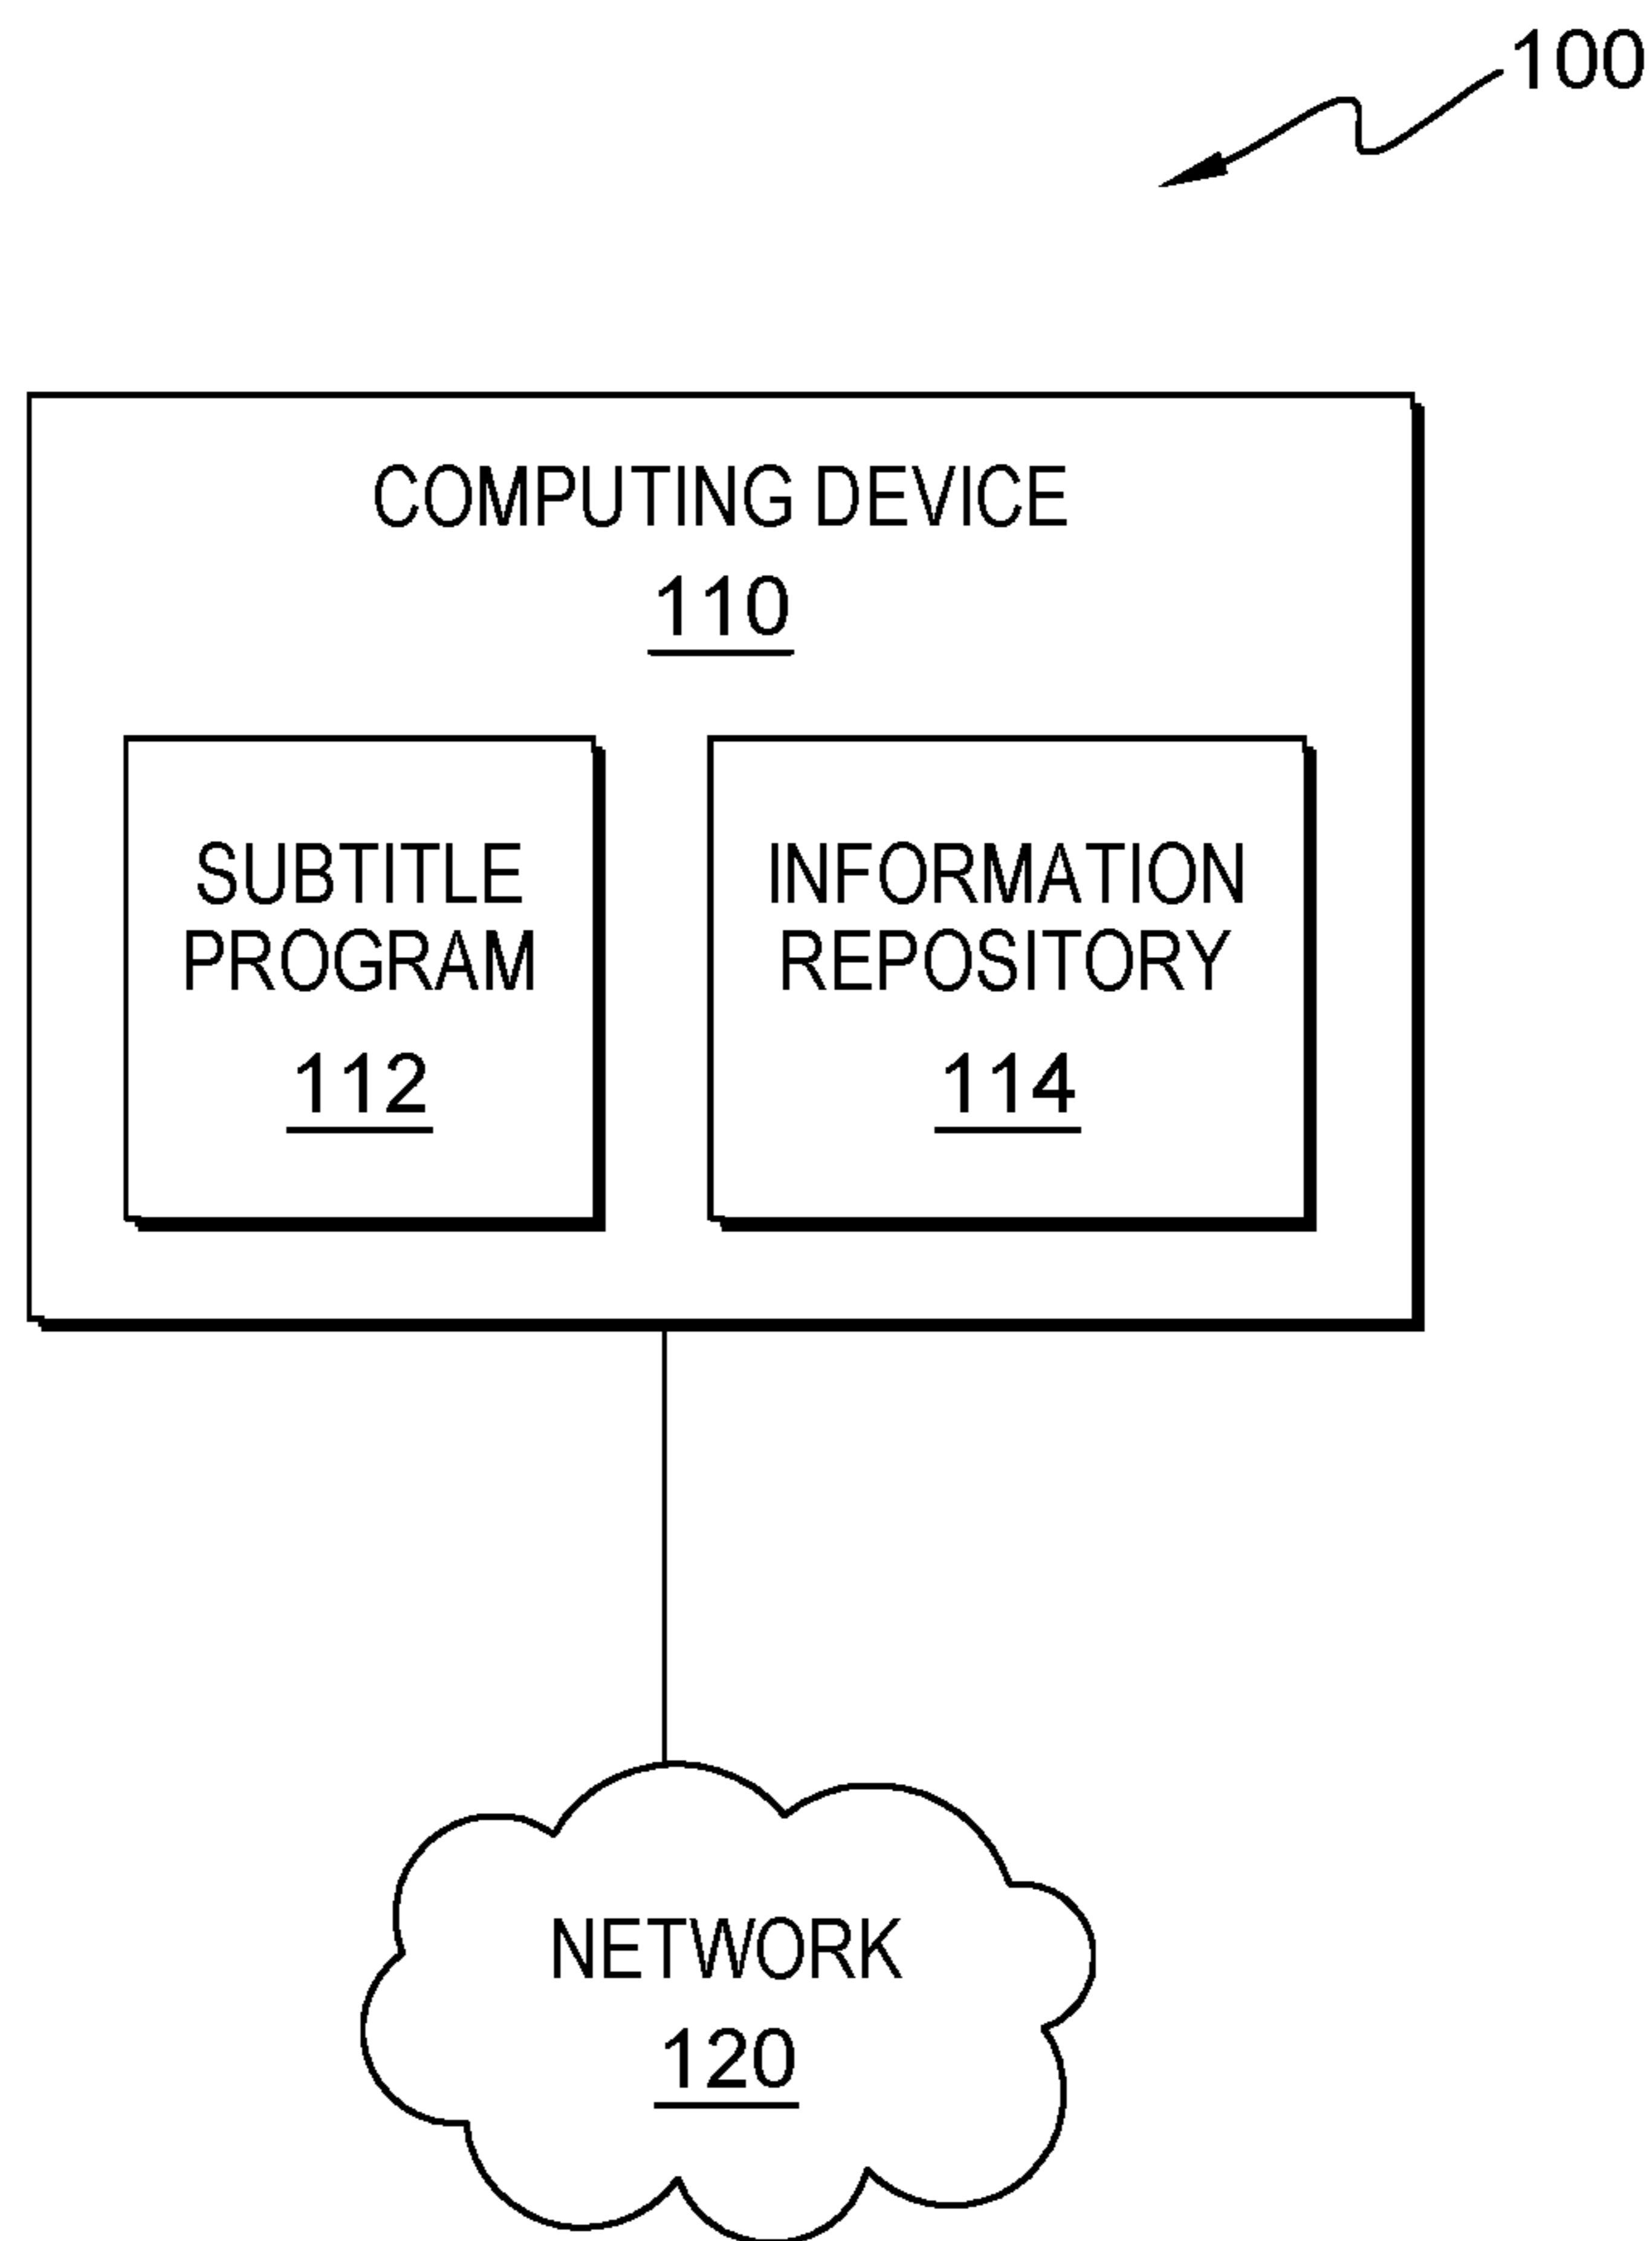 100
COMPUTING DEVICE
110
SUBTITLE
PROGRAM
112
INFORMATION
REPOSITORY
114
NETWORK
120